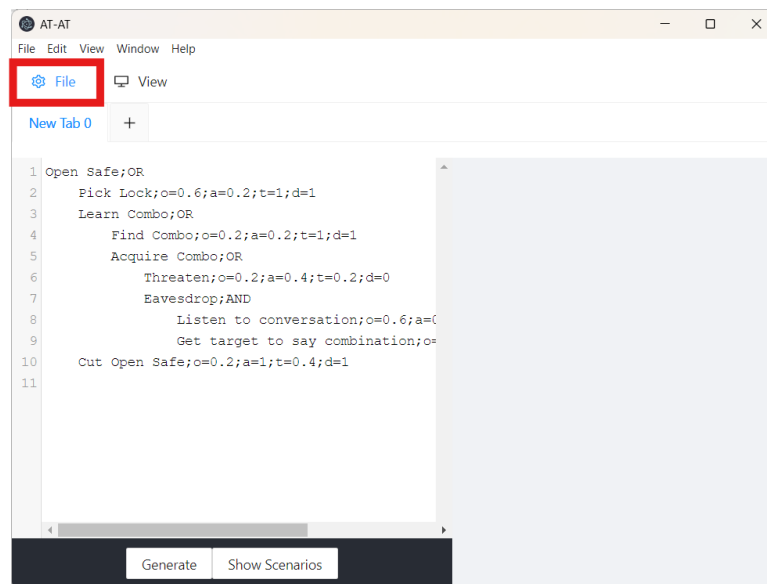 AT-AT
File Edit View Window Help
File View
New Tab 0 +
1 Open Safe;OR
2 Pick Lock;o=0.6;a=0.2;t=1;d=1
3 Learn Combo;OR
4 Find Combo;o=0.2;a=0.2;t=1;d=1
5 Acquire Combo;OR
6 Threaten;o=0.2;a=0.4;t=0.2;d=0
7 Eavesdrop;AND
8 Listen to conversation;o=0.6;a=
9 Get target to say combination;o=
10 Cut Open Safe;o=0.2;a=1;t=0.4;d=1
11
Generate Show Scenarios